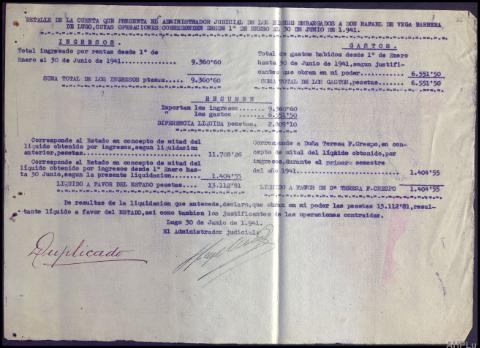 DETALLE DE LA CUENTA QUE PRESENTA EL ADMINISTRADOR JUDICIAL DE LOS BIENES EMBARGADOS A DON RAFAEL DE VEGA BARRERA
DE LUGO, CUYAS OPERACIONES CORRESPONDEN DESDE 1º DE ENERO AL 30 DE JUNIO DE 1.941.
INGRESOS.
Total ingresado por rentas desde 1º de
Enero al 30 de Junio de 1941. 9.360'60
SUMA TOTAL DE LOS INGRESOS ptemas. 9.360'60
GASTOS.
Total de gastos habidos desde 1º de Enero
hasta 30 de Junio de 1941, segun justifi-
cantes que obran en mi poder 6.551'50
SUMA TOTAL DE LOS GASTOS, pesetas. 6.551'50
RESUMEN
Importan los ingresos 9.360'60
" los gastos 6.551'50
DIFERENCIA LIQUIDA pesetas. 2.809'10
Corresponde al Estado en concepto de mitad del
líquido obtenido por ingresos, segun liquidacion
anterior, pesetas 11.708'26
Corresponde al Estado en concepto de mitad del
líquido obtenido por ingresos desde 1º Enero has-
ta 30 Junio, segun la presente liquidacion 1.404'55
LIQUIDO A FAVOR DEL ESTADO, pesetas 13.112'81
Corresponde a Doña Teresa F. Crespo, en con-
cepto de mitad del líquido obtenido, por
ingresos, durante el primero semestre
del año 1941 1.404'55
LIQUIDO A FAVOR DE Dª TERESA F. CRESPO 1.404'55
De resultas de la liquidacion que antecede, declaro, que obran en mi poder las pesetas 13.112'81, resul-
tante liquido a favor del ESTADO, asi como tambien los justificantes de las operaciones contraidas.
Lugo 30 de Junio de 1.941.
El Administrador judicial,
Duplicado
AHPLu